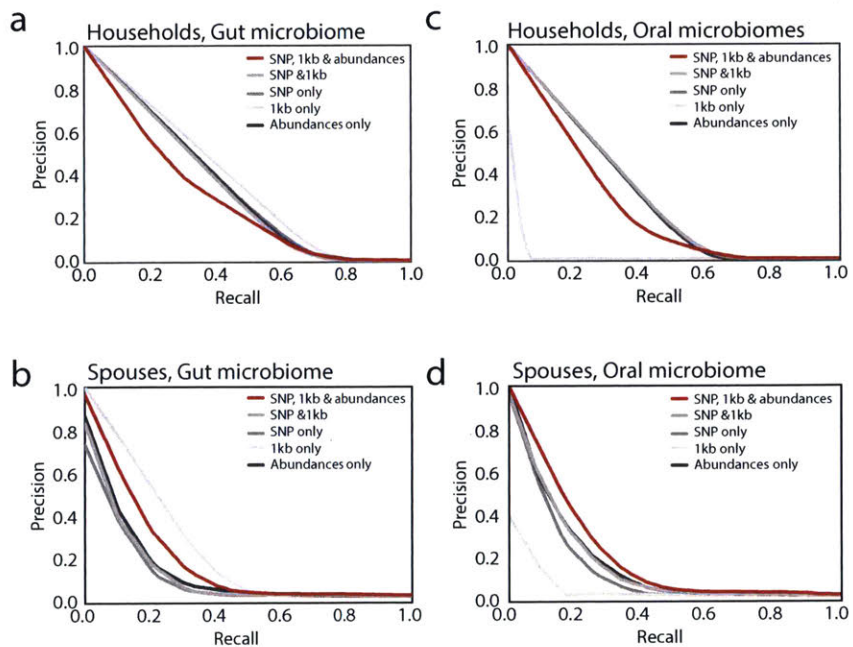 a
Households, Gut microbiome
1.0
0.8
0.6
0.4
0.2
0.0
Precision
SNP, 1kb & abundances
SNP &1kb
SNP only
1kb only
Abundances only
0.0 0.2 0.4 0.6 0.8 1.0
Recall
c
Households, Oral microbiomes
1.0
0.8
0.6
0.4
0.2
0.0
Precision
SNP, 1kb & abundances
SNP &1kb
SNP only
1kb only
Abundances only
0.0 0.2 0.4 0.6 0.8 1.0
Recall
b
Spouses, Gut microbiome
1.0
0.8
0.6
0.4
0.2
0.0
Precision
SNP, 1kb & abundances
SNP &1kb
SNP only
1kb only
Abundances only
0.0 0.2 0.4 0.6 0.8 1.0
Recall
d
Spouses, Oral microbiome
1.0
0.8
0.6
0.4
0.2
0.0
Precision
SNP, 1kb & abundances
SNP &1kb
SNP only
1kb only
Abundances only
0.0 0.2 0.4 0.6 0.8 1.0
Recall